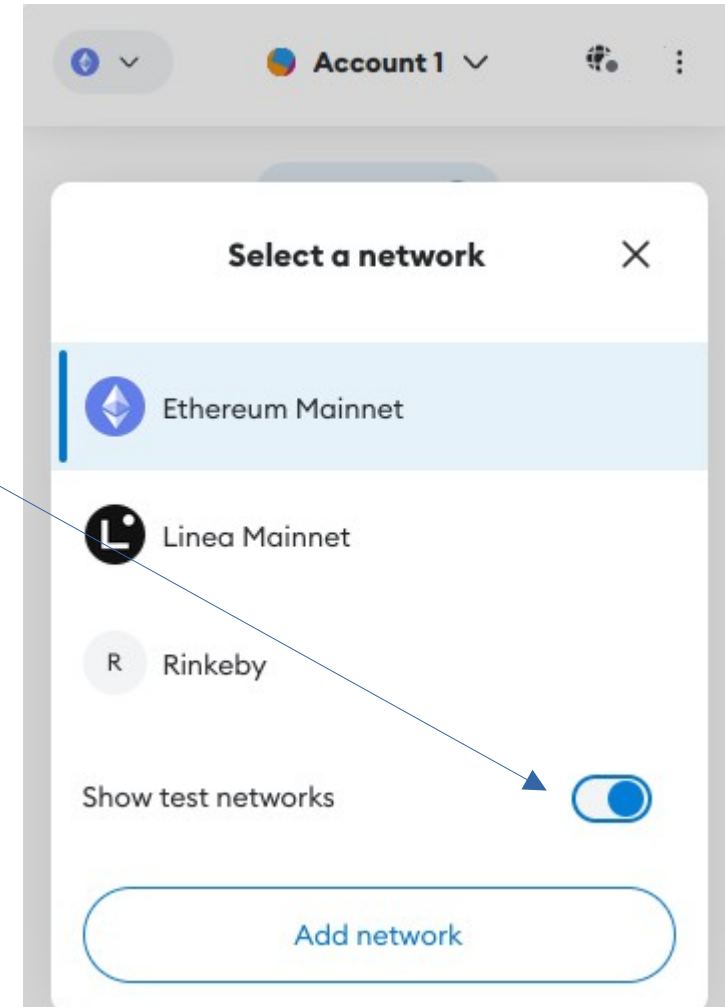 Account 1
Select a network
Ethereum Mainnet
Linea Mainnet
R Rinkeby
Show test networks
Add network